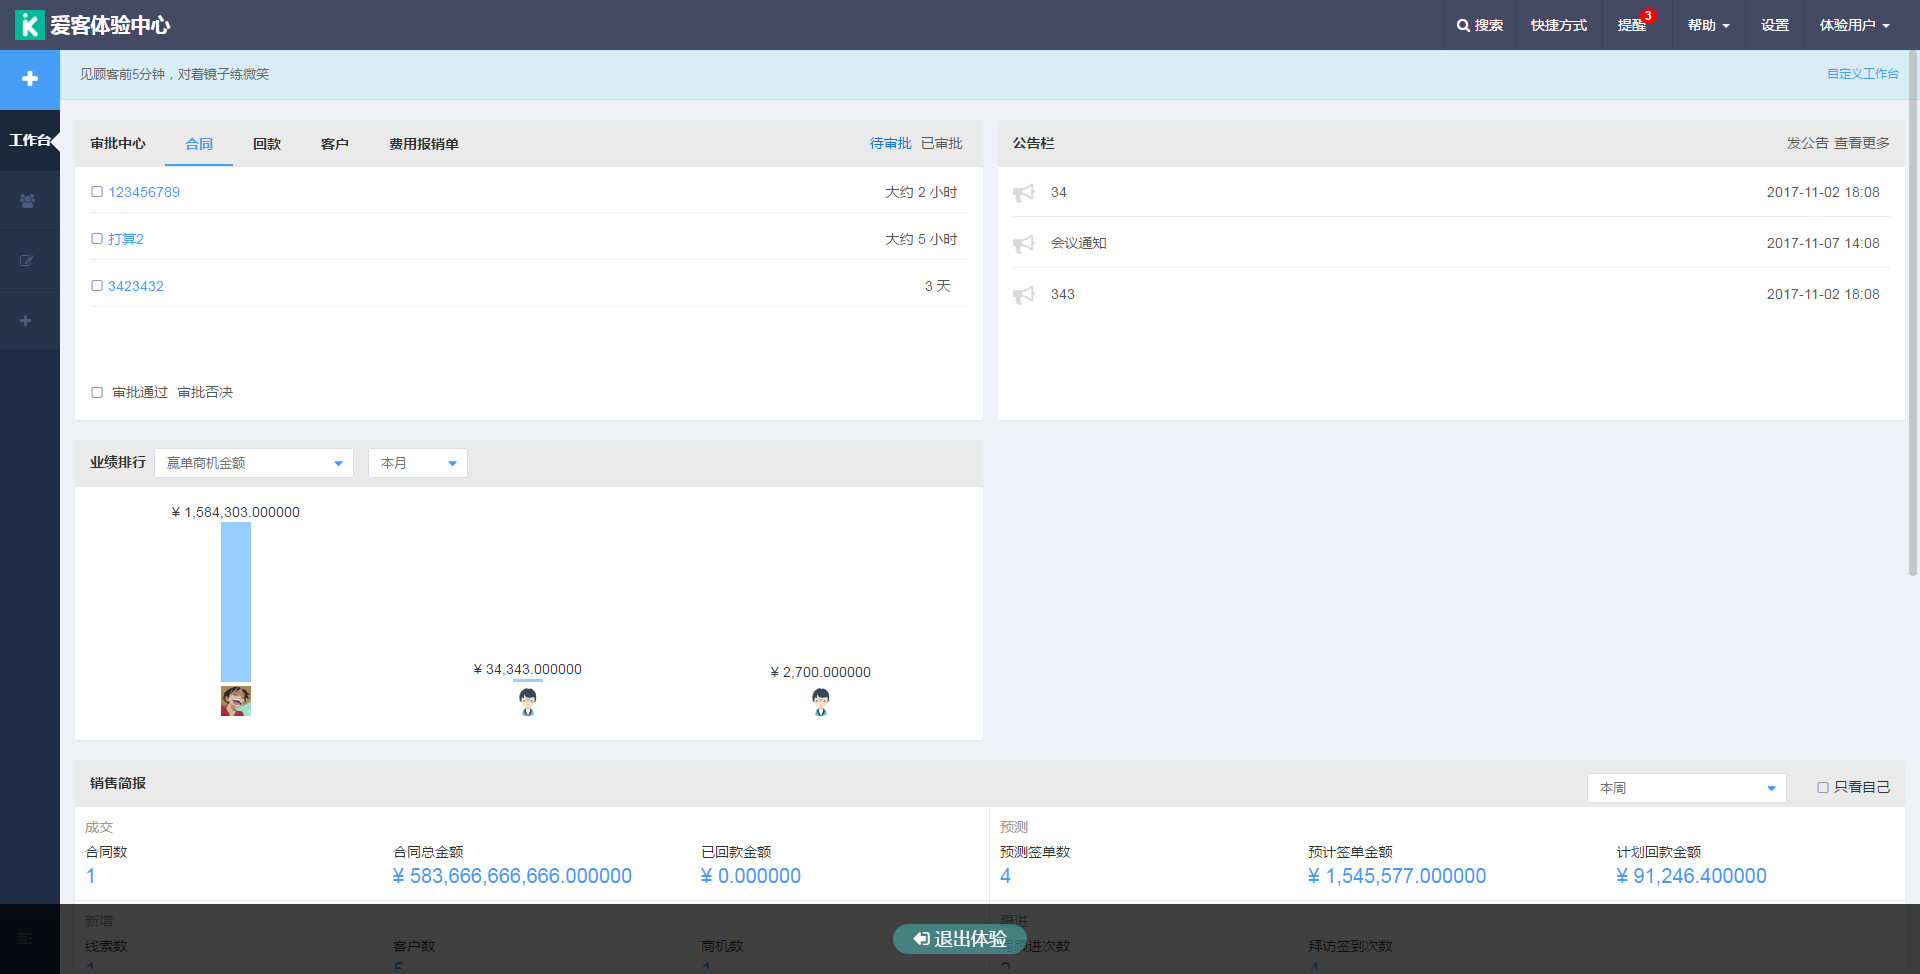 爱客体验中心
搜索 快捷方式 提醒 3 帮助 设置 体验用户
见顾客前5分钟，对着镜子练微笑 自定义工作台
工作台
审批中心 合同 回款 客户 费用报销单 待审批 已审批
123456789 大约 2 小时
打算2 大约 5 小时
3423432 3 天
审批通过 审批否决
公告栏 发公告 查看更多
34 2017-11-02 18:08
会议通知 2017-11-07 14:08
343 2017-11-02 18:08
业绩排行 赢单商机金额 本月
¥ 1,584,303.000000
¥ 34,343.000000
¥ 2,700.000000
销售简报 本周 只看自己
成交 预测
合同数 合同总金额 已回款金额 预测签单数 预计签单金额 计划回款金额
1 ¥ 583,666,666,666.000000 ¥ 0.000000 4 ¥ 1,545,577.000000 ¥ 91,246.400000
新增 跟进
线索数 客户数 商机数 跟进次数 拜访签到次数
退出体验